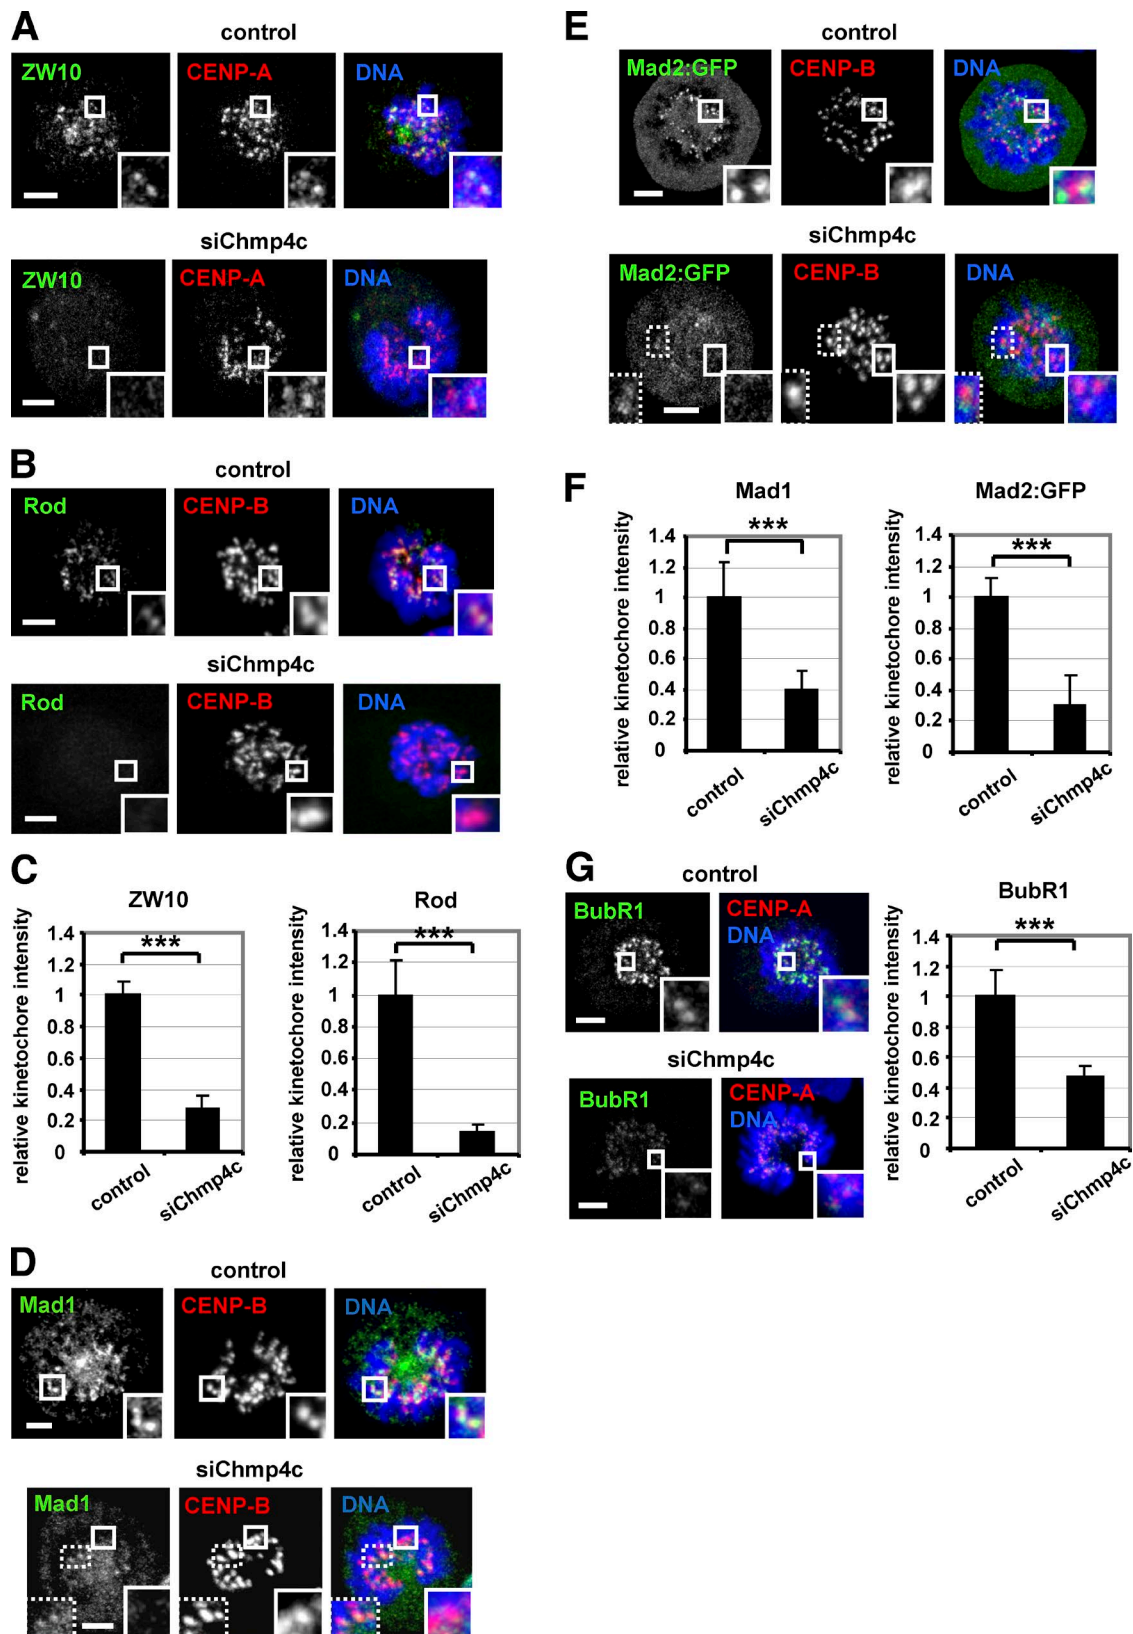 A
control
ZW10 CENP-A DNA
siChmp4c
ZW10 CENP-A DNA
B
control
Rod CENP-B DNA
siChmp4c
Rod CENP-B DNA
C
ZW10
relative kinetochore intensity
1.4
1.2
1
0.8
0.6
0.4
0.2
0
***
control siChmp4c
Rod
relative kinetochore intensity
1.4
1.2
1
0.8
0.6
0.4
0.2
0
***
control siChmp4c
D
control
Mad1 CENP-B DNA
siChmp4c
Mad1 CENP-B DNA
E
control
Mad2:GFP CENP-B DNA
siChmp4c
Mad2:GFP CENP-B DNA
F
Mad1
relative kinetochore intensity
1.4
1.2
1
0.8
0.6
0.4
0.2
0
***
control siChmp4c
Mad2:GFP
relative kinetochore intensity
1.4
1.2
1
0.8
0.6
0.4
0.2
0
***
control siChmp4c
G
control
BubR1 CENP-A
DNA
siChmp4c
BubR1 CENP-A
DNA
BubR1
relative kinetochore intensity
1.4
1.2
1
0.8
0.6
0.4
0.2
0
***
control siChmp4c